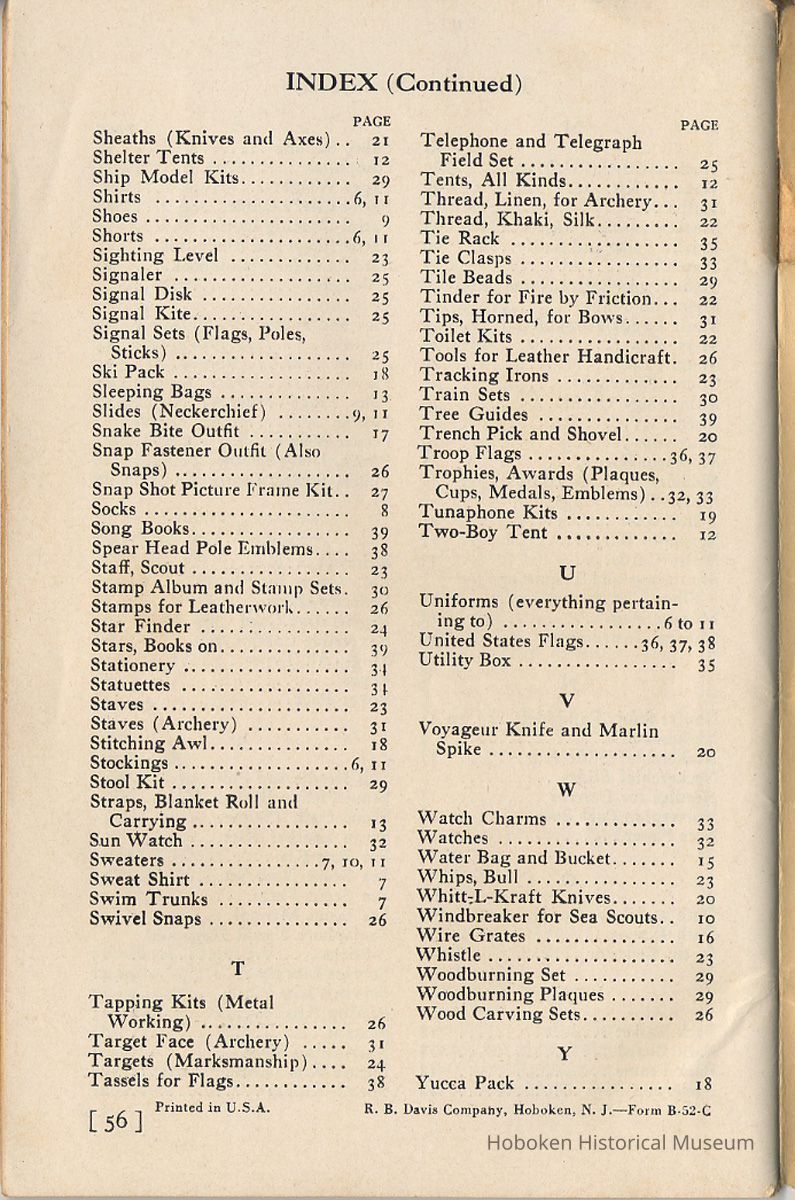 INDEX (Continued)
PAGE
Sheaths (Knives and Axes) . . 21
Shelter Tents . . . . . . . . . . . . . . 12
Ship Model Kits. . . . . . . . . . . . 29
Shirts . . . . . . . . . . . . . . . . . . . .6, 11
Shoes . . . . . . . . . . . . . . . . . . . . . 9
Shorts . . . . . . . . . . . . . . . . . . . .6, 11
Sighting Level . . . . . . . . . . . . 23
Signaler . . . . . . . . . . . . . . . . . . 25
Signal Disk . . . . . . . . . . . . . . . 25
Signal Kite. . . . . . . . . . . . . . . . 25
Signal Sets (Flags, Poles,
Sticks) . . . . . . . . . . . . . . . . . . 25
Ski Pack . . . . . . . . . . . . . . . . . . 18
Sleeping Bags . . . . . . . . . . . . . 13
Slides (Neckerchief) . . . . . . . .9, 11
Snake Bite Outfit . . . . . . . . . . 17
Snap Fastener Outfit (Also
Snaps) . . . . . . . . . . . . . . . . . . 26
Snap Shot Picture Frame Kit. . 27
Socks . . . . . . . . . . . . . . . . . . . . . 8
Song Books. . . . . . . . . . . . . . . . 39
Spear Head Pole Emblems. . . . 38
Staff, Scout . . . . . . . . . . . . . . . . 23
Stamp Album and Stamp Sets. 30
Stamps for Leatherwork. . . . . . 26
Star Finder . . . . . . . . . . . . . . . 24
Stars, Books on. . . . . . . . . . . . . 39
Stationery . . . . . . . . . . . . . . . . . 34
Statuettes . . . . . . . . . . . . . . . . . 34
Staves . . . . . . . . . . . . . . . . . . . . 23
Staves (Archery) . . . . . . . . . . . 31
Stitching Awl. . . . . . . . . . . . . . 18
Stockings . . . . . . . . . . . . . . . . . .6, 11
Stool Kit . . . . . . . . . . . . . . . . . . 29
Straps, Blanket Roll and
Carrying . . . . . . . . . . . . . . . . 13
Sun Watch . . . . . . . . . . . . . . . . 32
Sweaters . . . . . . . . . . . . . . .7, 10, 11
Sweat Shirt . . . . . . . . . . . . . . . 7
Swim Trunks . . . . . . . . . . . . . . 7
Swivel Snaps . . . . . . . . . . . . . . 26
T
Tapping Kits (Metal
Working) . . . . . . . . . . . . . . . 26
Target Face (Archery) . . . . . 31
Targets (Marksmanship) . . . . 24
Tassels for Flags. . . . . . . . . . . . 38
PAGE
Telephone and Telegraph
Field Set . . . . . . . . . . . . . . . . 25
Tents, All Kinds. . . . . . . . . . . . 12
Thread, Linen, for Archery. . . 31
Thread, Khaki, Silk. . . . . . . . . 22
Tie Rack . . . . . . . . . . . . . . . . . 35
Tie Clasps . . . . . . . . . . . . . . . . 33
Tile Beads . . . . . . . . . . . . . . . . 29
Tinder for Fire by Friction. . . 22
Tips, Horned, for Bows. . . . . . 31
Toilet Kits . . . . . . . . . . . . . . . . 22
Tools for Leather Handicraft. 26
Tracking Irons . . . . . . . . . . . . 23
Train Sets . . . . . . . . . . . . . . . . 30
Tree Guides . . . . . . . . . . . . . . 39
Trench Pick and Shovel. . . . . . 20
Troop Flags . . . . . . . . . . . . . . .36, 37
Trophies, Awards (Plaques,
Cups, Medals, Emblems) . .32, 33
Tunaphone Kits . . . . . . . . . . . 19
Two-Boy Tent . . . . . . . . . . . . 12
U
Uniforms (everything pertain-
ing to) . . . . . . . . . . . . . . . . .6 to 11
United States Flags. . . . . .36, 37, 38
Utility Box . . . . . . . . . . . . . . . . 35
V
Voyageur Knife and Marlin
Spike . . . . . . . . . . . . . . . . . . . 20
W
Watch Charms . . . . . . . . . . . . 33
Watches . . . . . . . . . . . . . . . . . . 32
Water Bag and Bucket. . . . . . . 15
Whips, Bull . . . . . . . . . . . . . . . 23
Whitt-L-Kraft Knives. . . . . . . 20
Windbreaker for Sea Scouts. . 10
Wire Grates . . . . . . . . . . . . . . 16
Whistle . . . . . . . . . . . . . . . . . . . 23
Woodburning Set . . . . . . . . . . 29
Woodburning Plaques . . . . . . . 29
Wood Carving Sets. . . . . . . . . . 26
Y
Yucca Pack . . . . . . . . . . . . . . . 18
[ 56 ] Printed in U.S.A. R. B. Davis Company, Hoboken, N. J.—Form B-52-C
Hoboken Historical Museum